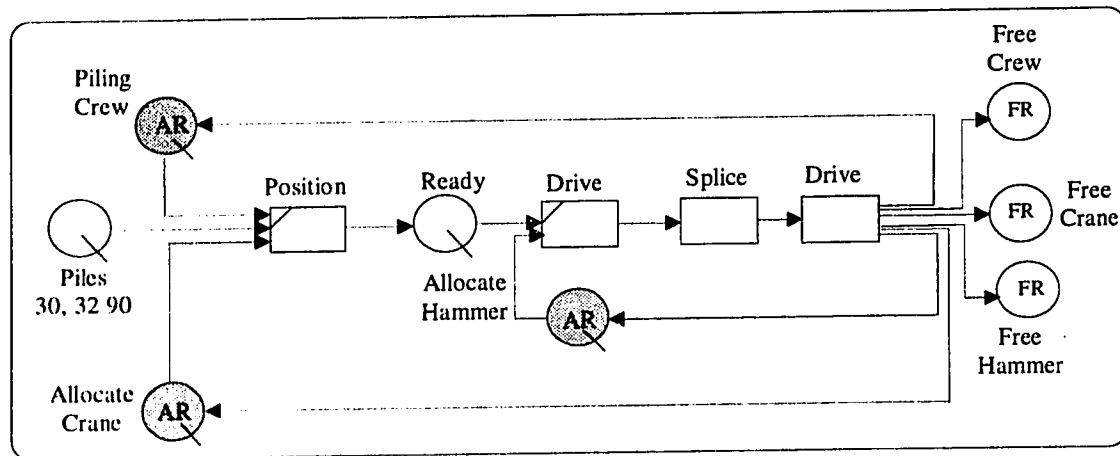 Free
Crew
FR
Piling
Crew
AR
Position
Ready
Drive
Splice
Drive
Free
Crane
FR
Piles
30, 32 90
Allocate
Hammer
AR
FR
Free
Hammer
Allocate
Crane
AR